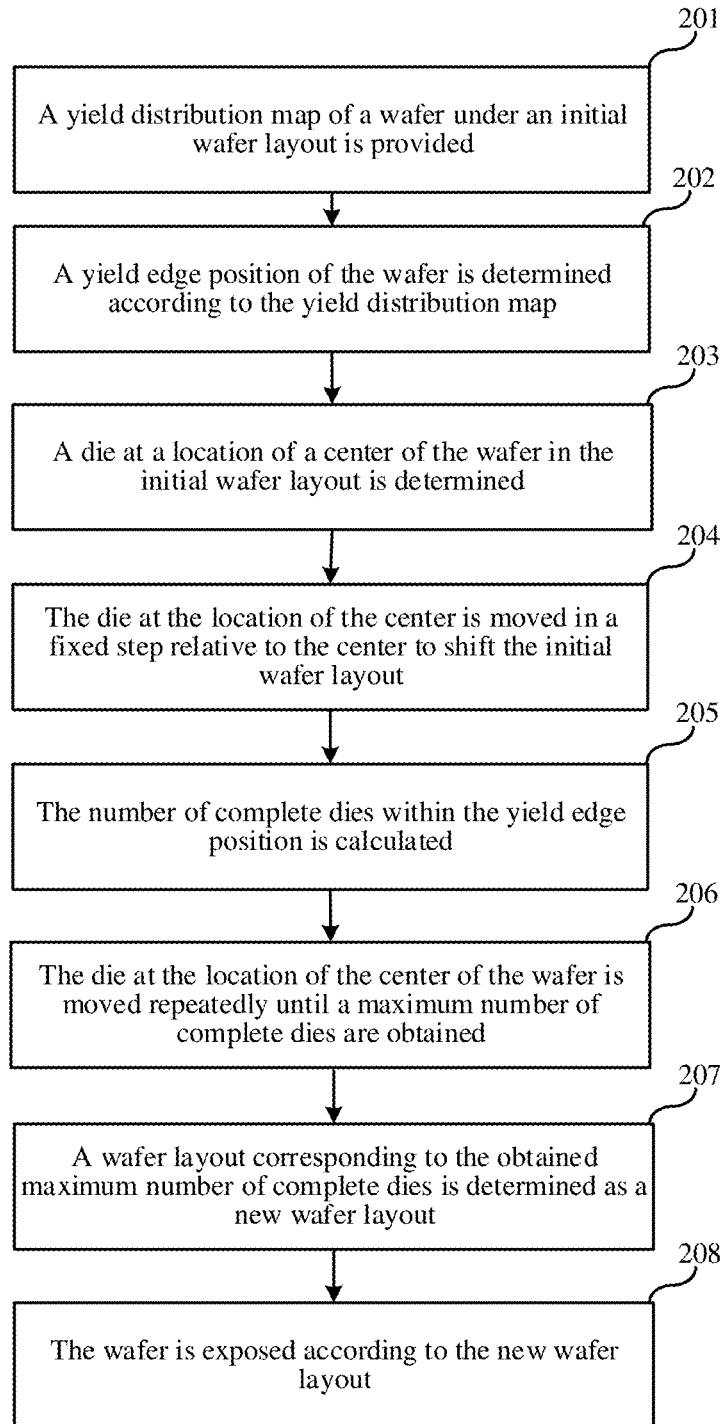 201
A yield distribution map of a wafer under an initial
wafer layout is provided
202
A yield edge position of the wafer is determined
according to the yield distribution map
203
A die at a location of a center of the wafer in the
initial wafer layout is determined
204
The die at the location of the center is moved in a
fixed step relative to the center to shift the initial
wafer layout
205
The number of complete dies within the yield edge
position is calculated
206
The die at the location of the center of the wafer is
moved repeatedly until a maximum number of
complete dies are obtained
207
A wafer layout corresponding to the obtained
maximum number of complete dies is determined as a
new wafer layout
208
The wafer is exposed according to the new wafer
layout